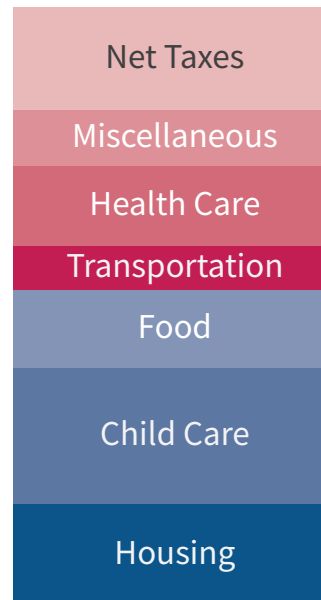 Net Taxes
Miscellaneous
Health Care
Transportation
Food
Child Care
Housing